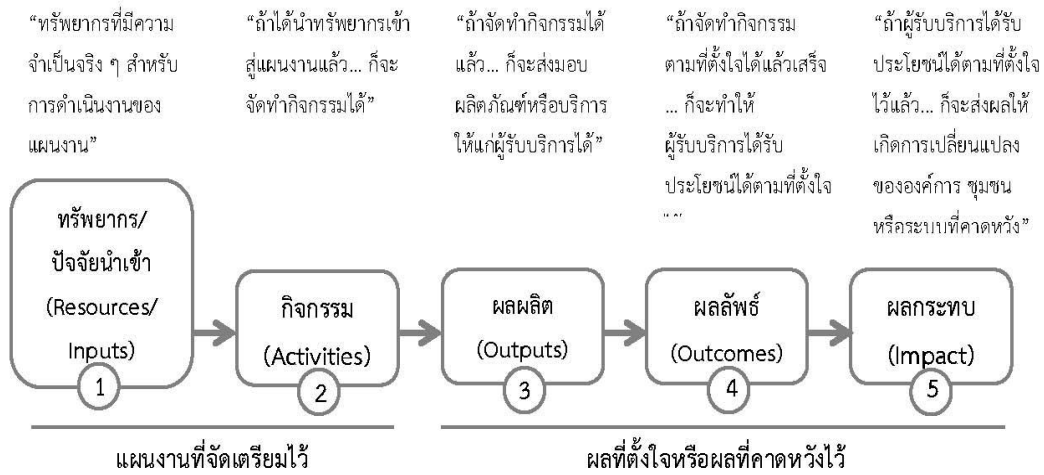 “ทรัพยากรที่มีความ
จำเป็นจริง ๆ สำหรับ
การดำเนินงานของ
แผนงาน”
“ถ้าได้นำทรัพยากรเข้า
สู่แผนงานแล้ว... ก็จะ
จัดทำกิจกรรมได้”
“ถ้าจัดทำกิจกรรมได้
แล้ว... ก็จะส่งมอบ
ผลิตภัณฑ์หรือบริการ
ให้แก่ผู้รับบริการได้”
“ถ้าจัดทำกิจกรรม
ตามที่ตั้งใจได้แล้วเสร็จ
... ก็จะทำให้
ผู้รับบริการได้รับ
ประโยชน์ได้ตามที่ตั้งใจ
“ถ้าผู้รับบริการได้รับ
ประโยชน์ได้ตามที่ตั้งใจ
ไว้แล้ว... ก็จะส่งผลให้
เกิดการเปลี่ยนแปลง
ขององค์การ ชุมชน
หรือระบบที่คาดหวัง”
ทรัพยากร/
ปัจจัยนำเข้า
(Resources/
Inputs)
1
กิจกรรม
(Activities)
2
ผลผลิต
(Outputs)
3
ผลลัพธ์
(Outcomes)
4
ผลกระทบ
(Impact)
5
แผนงานที่จัดเตรียมไว้
ผลที่ตั้งใจหรือผลที่คาดหวังไว้